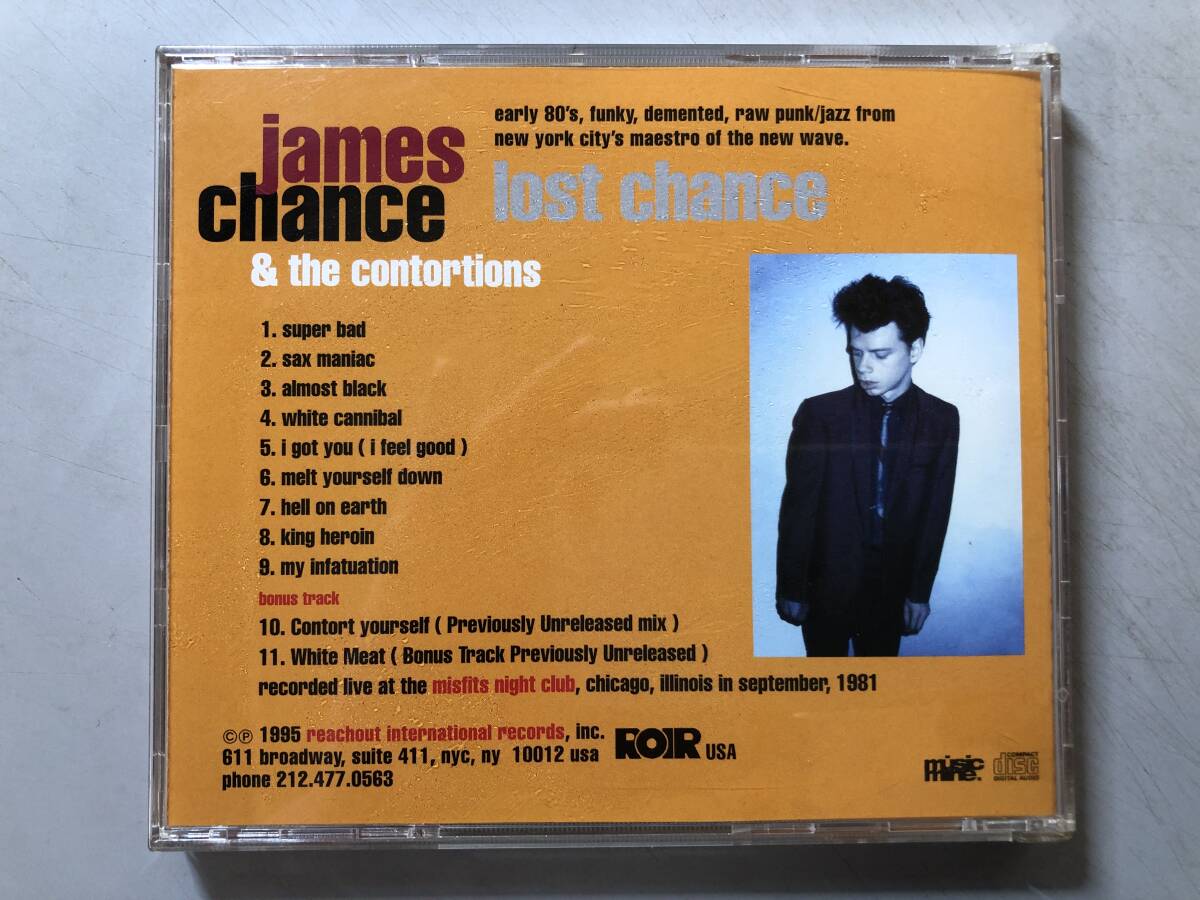 james
chance
& the contortions
early 80's, funky, demented, raw punk/jazz from
new york city's maestro of the new wave.
lost chance
1. super bad
2. sax maniac
3. almost black
4. white cannibal
5. i got you ( i feel good )
6. melt yourself down
7. hell on earth
8. king heroin
9. my infatuation
bonus track
10. Contort yourself ( Previously Unreleased mix )
11. White Meat ( Bonus Track Previously Unreleased )
recorded live at the misfits night club, chicago, illinois in september, 1981
©℗ 1995 reachout international records, inc.
611 broadway, suite 411, nyc, ny 10012 usa
phone 212.477.0563
ROIR USA
music
mine.
COMPACT
disc
DIGITAL AUDIO